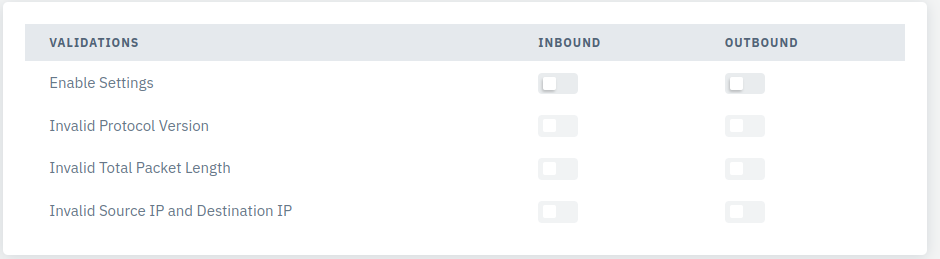 VALIDATIONS INBOUND OUTBOUND
Enable Settings
Invalid Protocol Version
Invalid Total Packet Length
Invalid Source IP and Destination IP